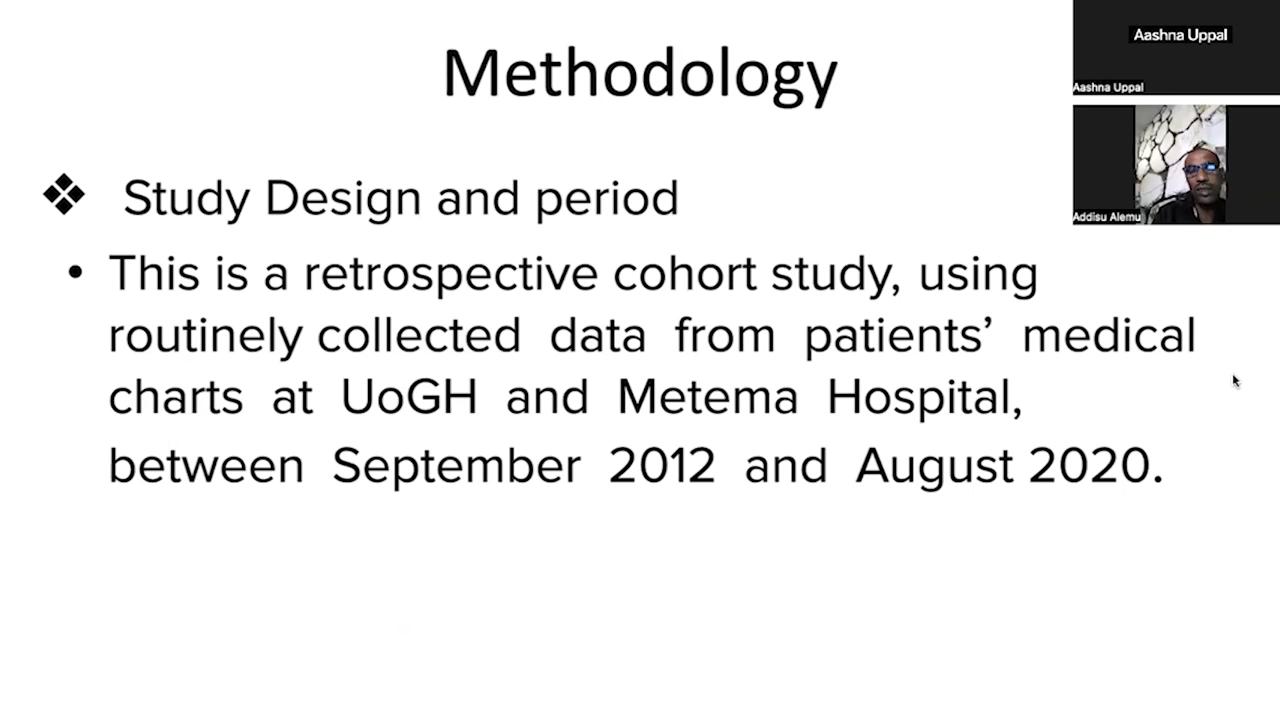 Methodology
Aashna Uppal
Aashna Uppal
Addisu Alemu
❖ Study Design and period
• This is a retrospective cohort study, using
routinely collected data from patients’ medical
charts at UoGH and Metema Hospital,
between September 2012 and August 2020.